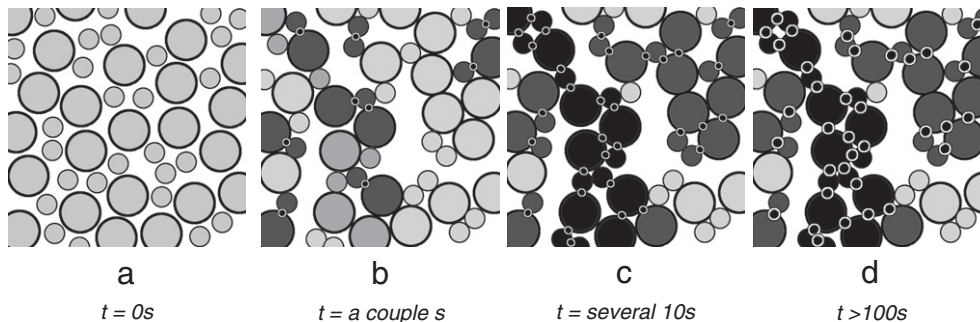 a b c d
t = 0s t = a couple s t = several 10s t >100s